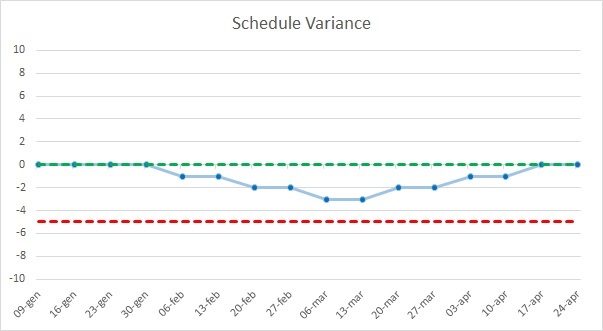 Schedule Variance
10
8
6
4
2
0
-2
-4
-6
-8
-10
09-gen
16-gen
23-gen
30-gen
06-feb
13-feb
20-feb
27-feb
06-mar
13-mar
20-mar
27-mar
03-apr
10-apr
17-apr
24-apr